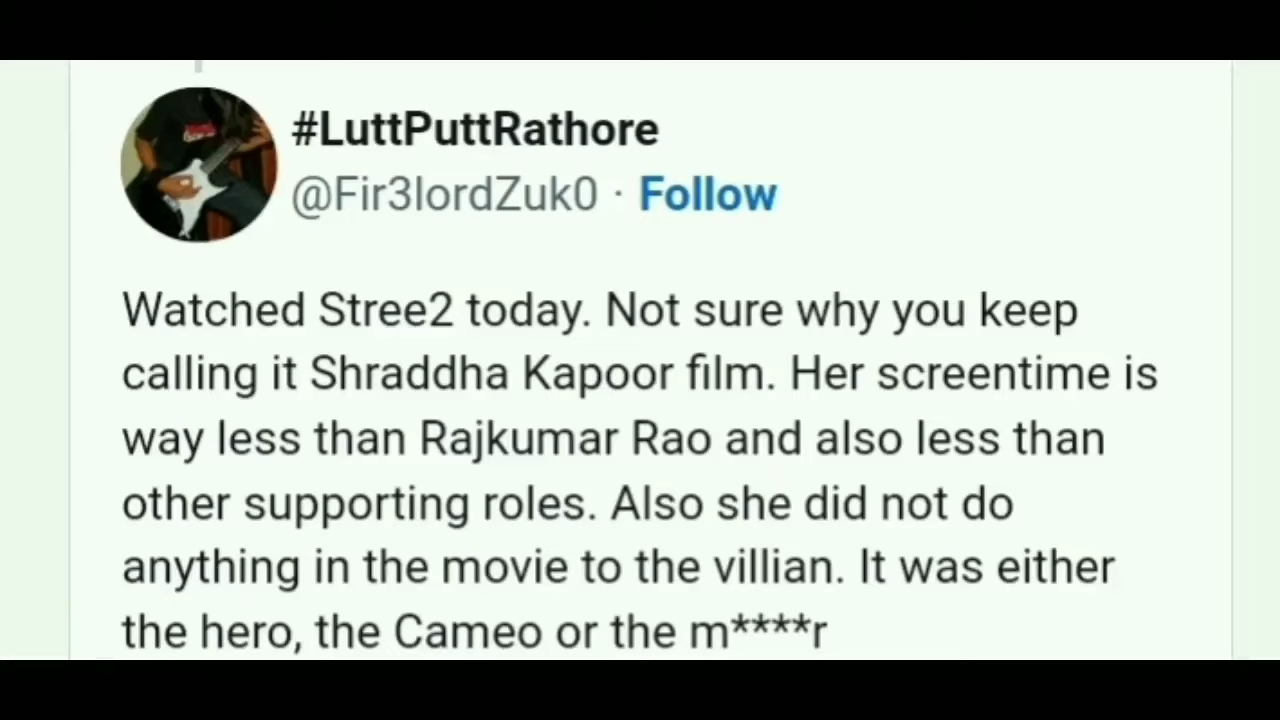 #LuttPuttRathore
@Fir3lordZuk0 · Follow
Watched Stree2 today. Not sure why you keep
calling it Shraddha Kapoor film. Her screentime is
way less than Rajkumar Rao and also less than
other supporting roles. Also she did not do
anything in the movie to the villian. It was either
the hero, the Cameo or the m****r